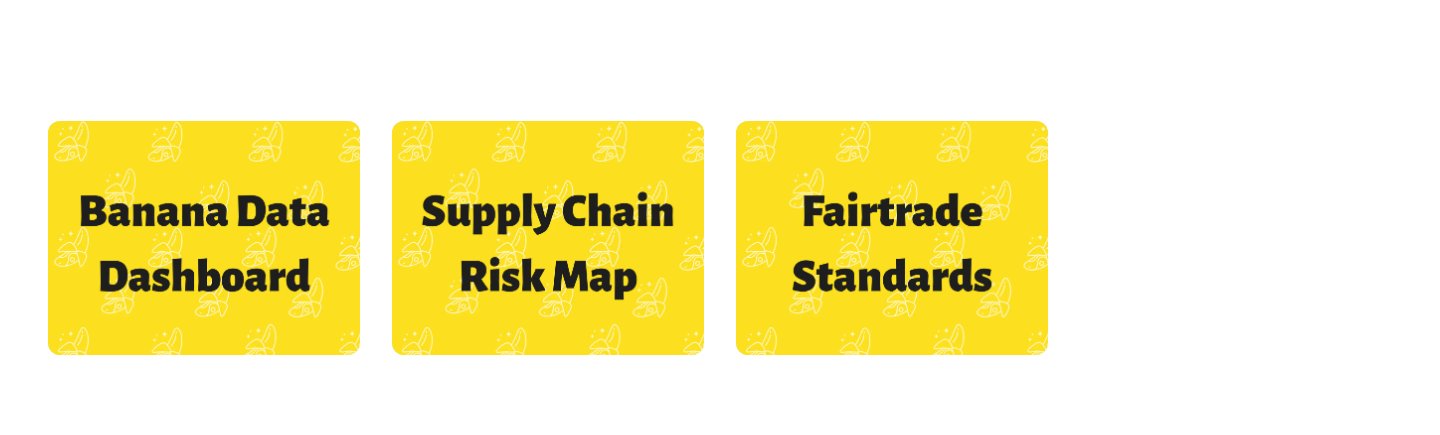 Banana Data
Dashboard
Supply Chain
Risk Map
Fairtrade
Standards